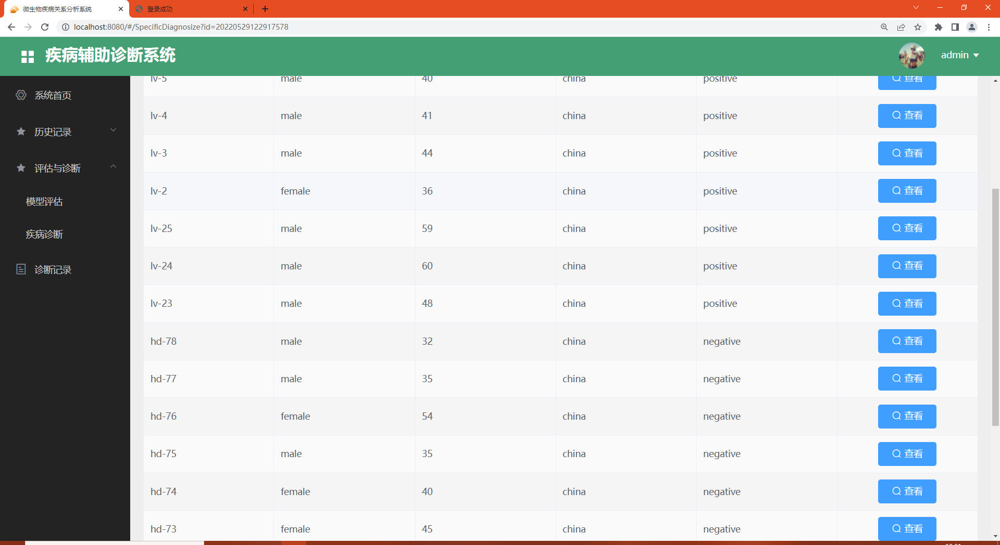 微生物疾病关系分析系统
登录成功
localhost:8080/#/SpecificDiagnosize?id=20220529122917578
疾病辅助诊断系统
admin
系统首页
历史记录
评估与诊断
模型评估
疾病诊断
诊断记录
lv-5 male 40 china positive 查看
lv-4 male 41 china positive 查看
lv-3 male 44 china positive 查看
lv-2 female 36 china positive 查看
lv-25 male 59 china positive 查看
lv-24 male 60 china positive 查看
lv-23 male 48 china positive 查看
hd-78 male 32 china negative 查看
hd-77 male 35 china negative 查看
hd-76 female 54 china negative 查看
hd-75 male 35 china negative 查看
hd-74 female 40 china negative 查看
hd-73 female 45 china negative 查看